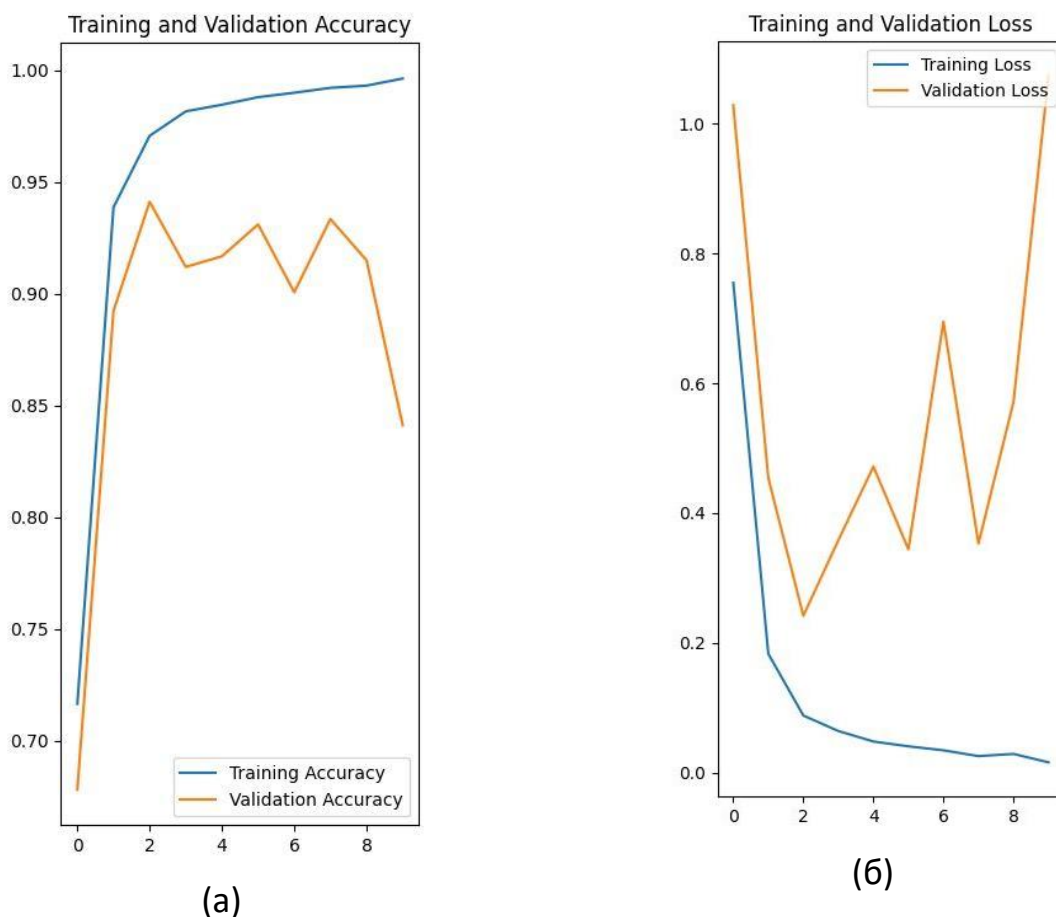 Training and Validation Accuracy
1.00
0.95
0.90
0.85
0.80
0.75
0.70
Training Accuracy
Validation Accuracy
0 2 4 6 8
(а)
Training and Validation Loss
Training Loss
Validation Loss
1.0
0.8
0.6
0.4
0.2
0.0
0 2 4 6 8
(б)